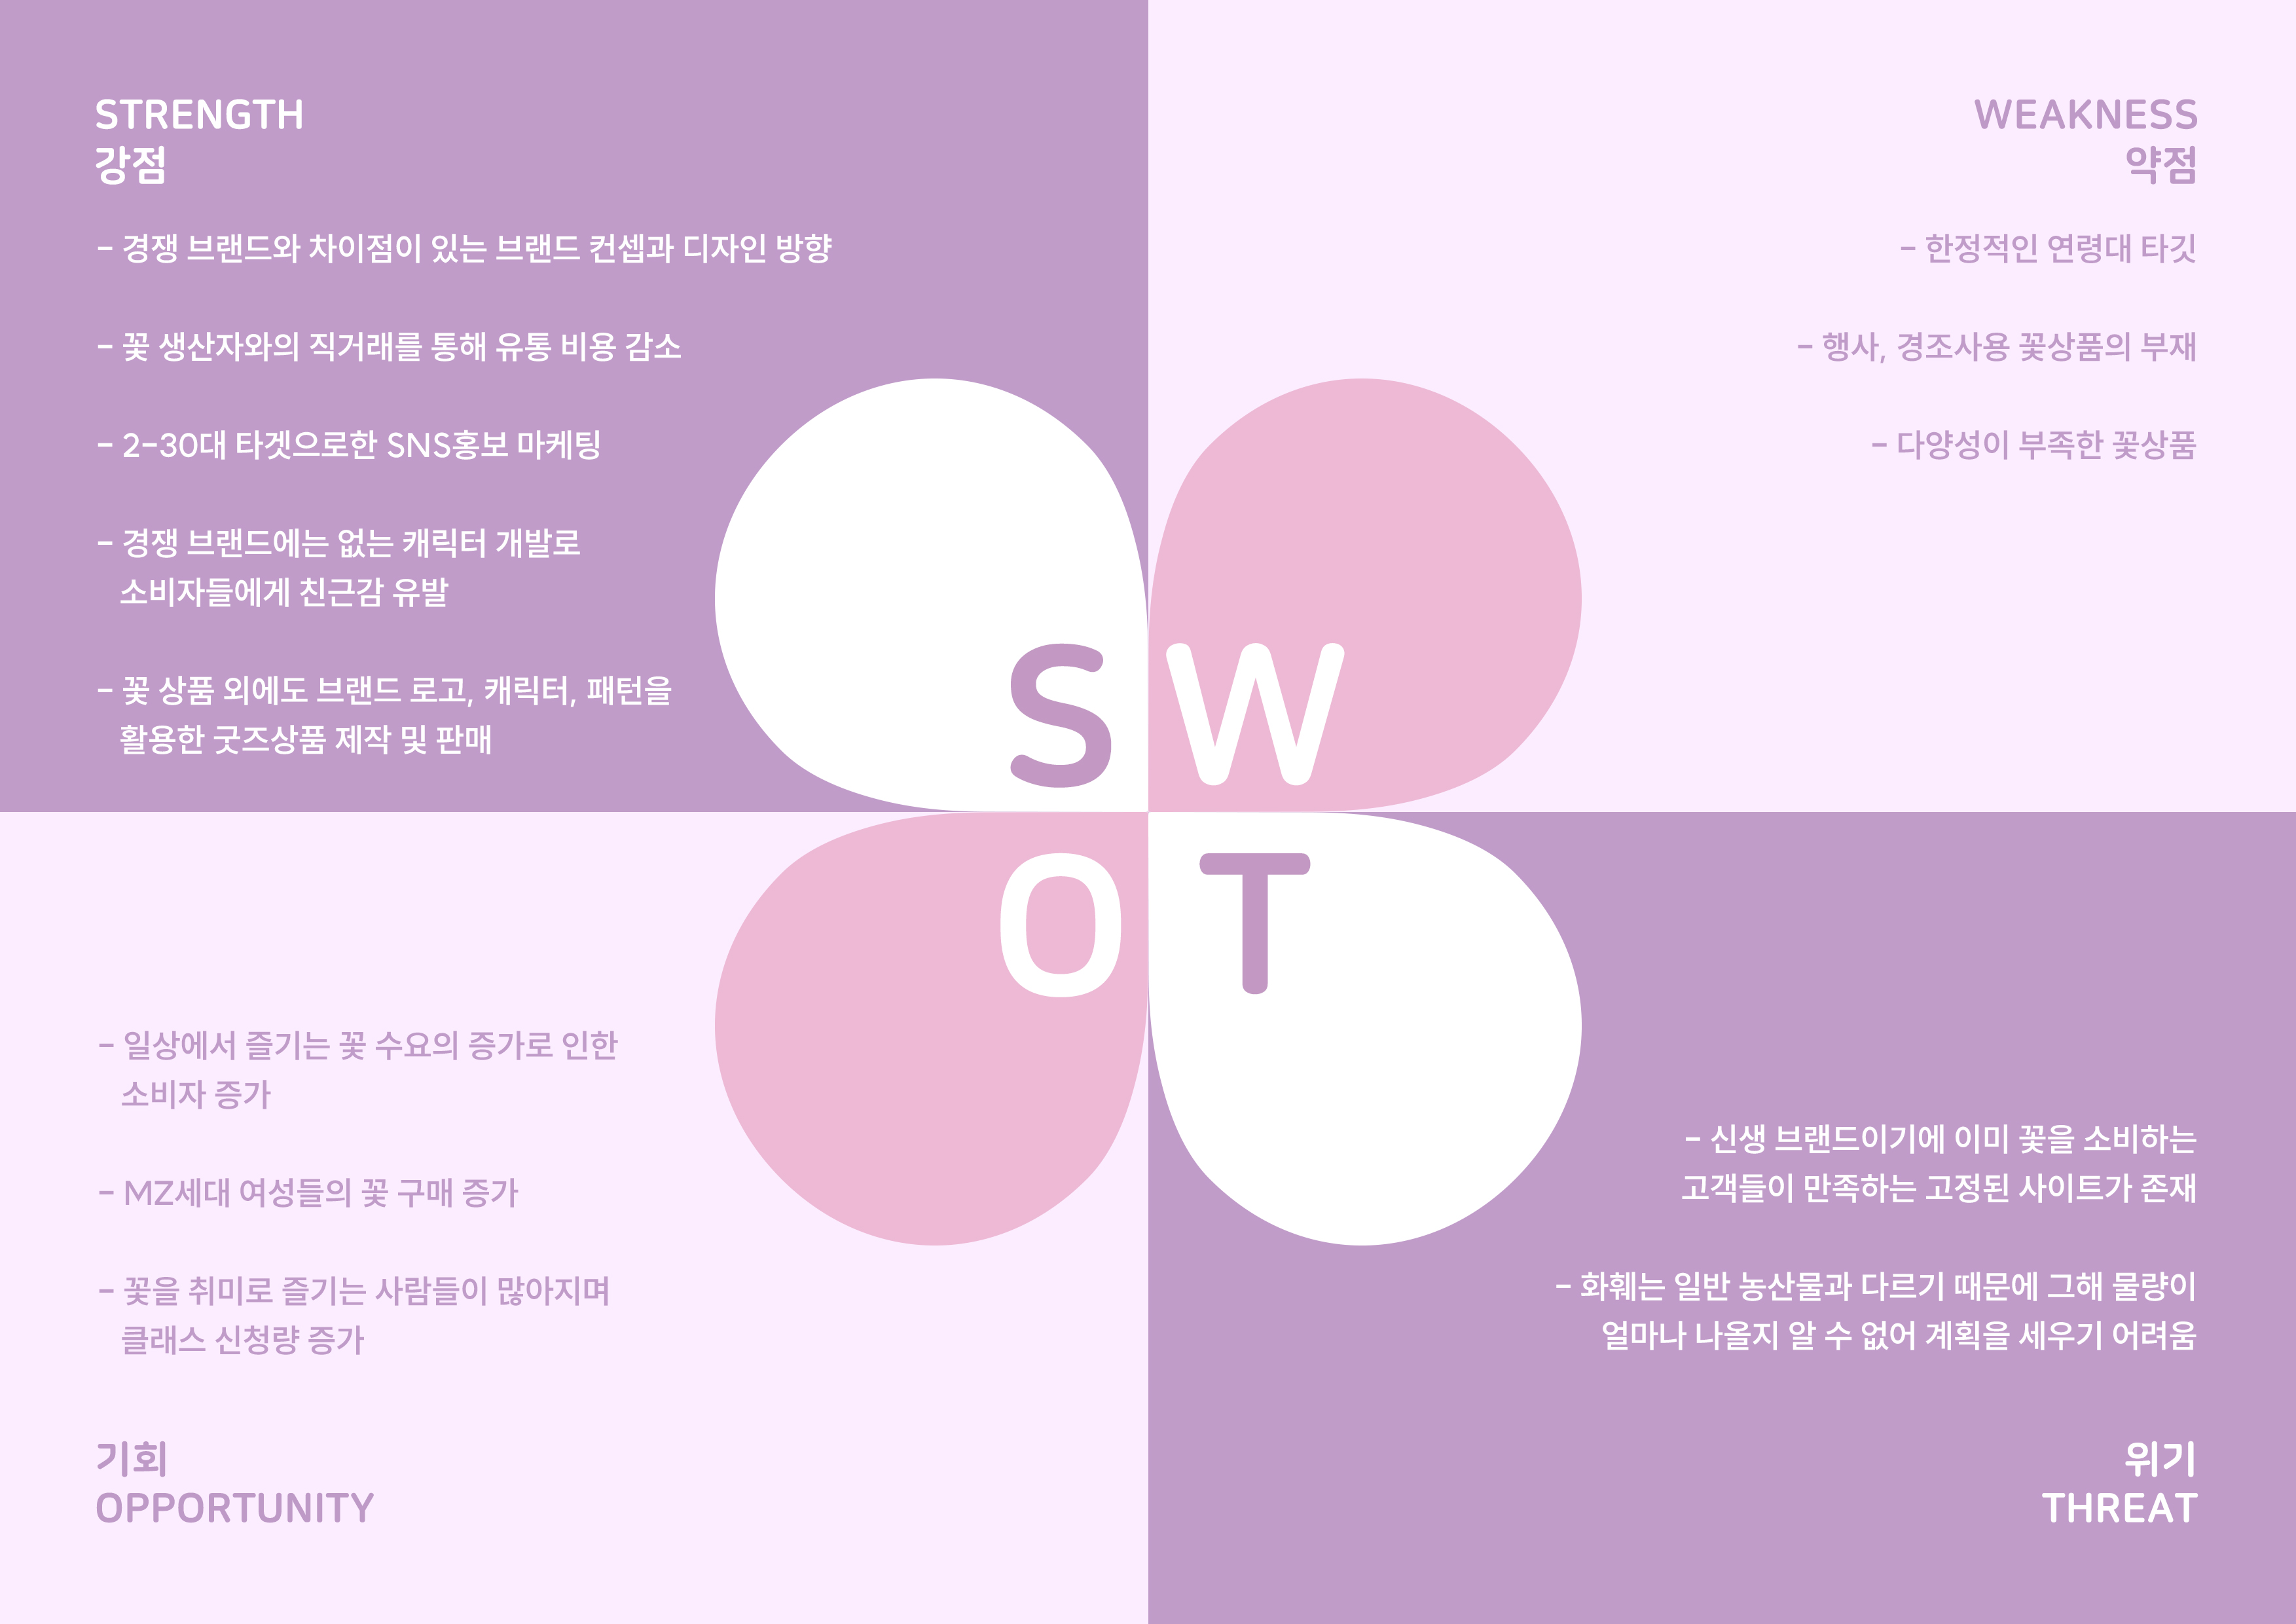 STRENGTH
강점
- 경쟁 브랜드와 차이점이 있는 브랜드 컨셉과 디자인 방향
- 꽃 생산자와의 직거래를 통해 유통 비용 감소
- 2-30대 타겟으로한 SNS홍보 마케팅
- 경쟁 브랜드에는 없는 캐릭터 개발로
소비자들에게 친근감 유발
- 꽃 상품 외에도 브랜드 로고, 캐릭터, 패턴을
활용한 굿즈상품 제작 및 판매
WEAKNESS
약점
- 한정적인 연령대 타깃
- 행사, 경조사용 꽃상품의 부재
- 다양성이 부족한 꽃상품
S W
O T
- 일상에서 즐기는 꽃 수요의 증가로 인한
소비자 증가
- MZ세대 여성들의 꽃 구매 증가
- 꽃을 취미로 즐기는 사람들이 많아지며
클래스 신청량 증가
기회
OPPORTUNITY
- 신생 브랜드이기에 이미 꽃을 소비하는
고객들이 만족하는 고정된 사이트가 존재
- 화훼는 일반 농산물과 다르기 때문에 그해 물량이
얼마나 나올지 알 수 없어 계획을 세우기 어려움
위기
THREAT